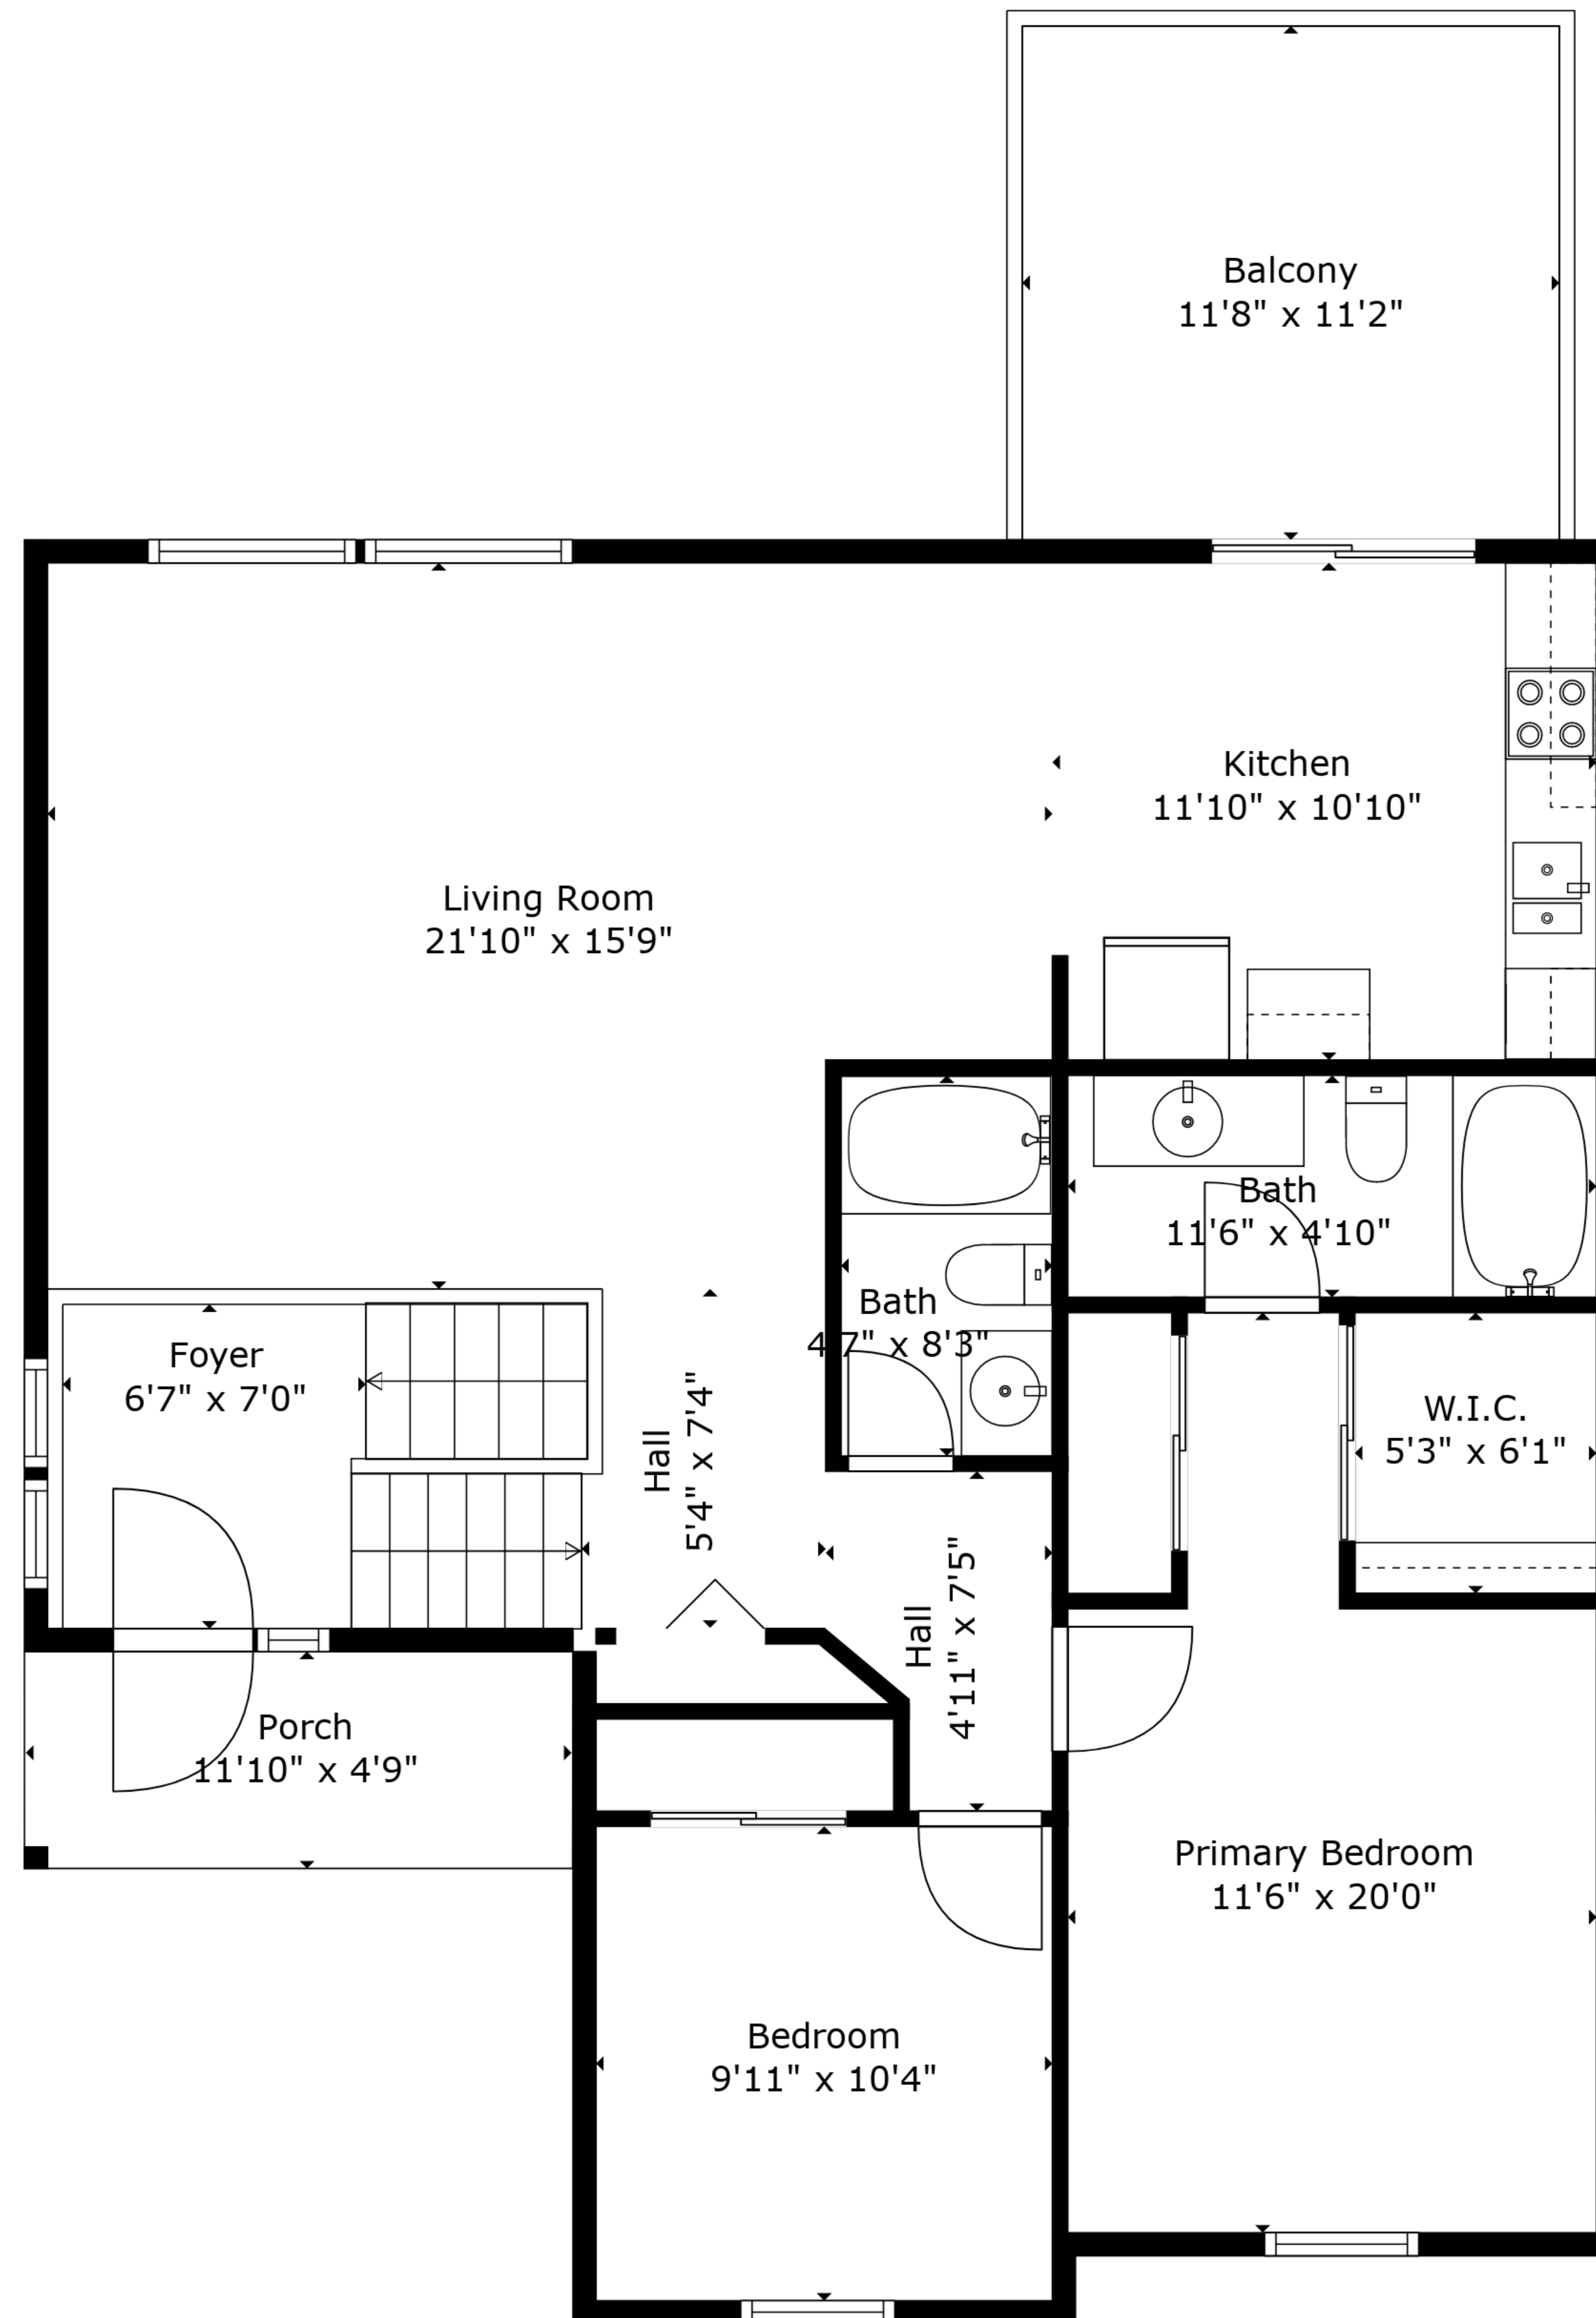 Balcony
11'8" x 11'2"
Kitchen
11'10" x 10'10"
Living Room
21'10" x 15'9"
Bath
11'6" x 4'10"
Bath
4'7" x 8'3"
Foyer
6'7" x 7'0"
Hall
5'4" x 7'4"
W.I.C.
5'3" x 6'1"
Hall
4'11" x 7'5"
Porch
11'10" x 4'9"
Primary Bedroom
11'6" x 20'0"
Bedroom
9'11" x 10'4"